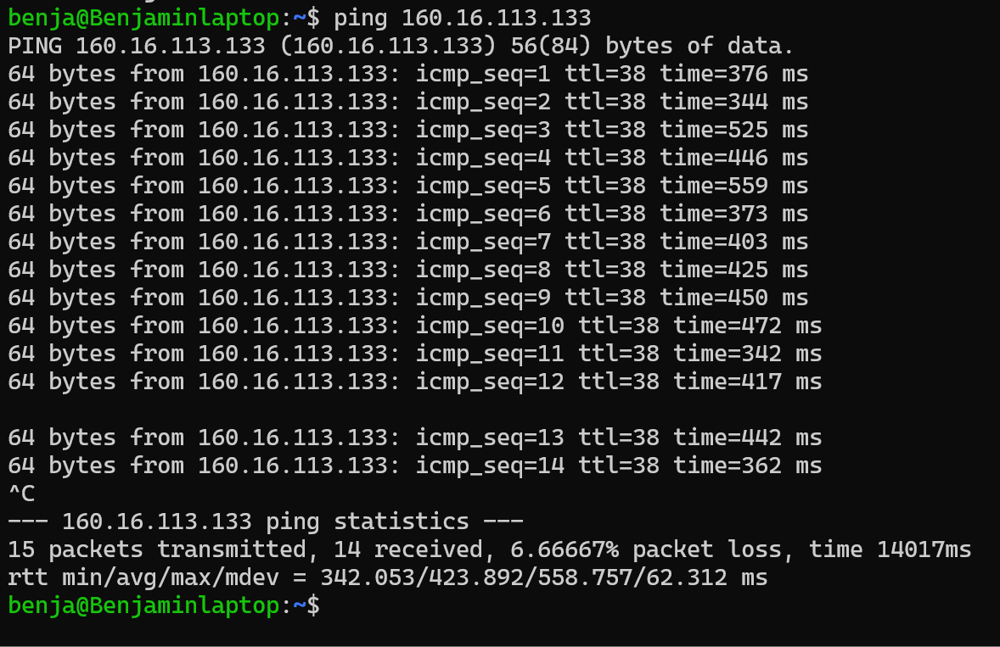 benja@Benjaminlaptop:~$ ping 160.16.113.133
PING 160.16.113.133 (160.16.113.133) 56(84) bytes of data.
64 bytes from 160.16.113.133: icmp_seq=1 ttl=38 time=376 ms
64 bytes from 160.16.113.133: icmp_seq=2 ttl=38 time=344 ms
64 bytes from 160.16.113.133: icmp_seq=3 ttl=38 time=525 ms
64 bytes from 160.16.113.133: icmp_seq=4 ttl=38 time=446 ms
64 bytes from 160.16.113.133: icmp_seq=5 ttl=38 time=559 ms
64 bytes from 160.16.113.133: icmp_seq=6 ttl=38 time=373 ms
64 bytes from 160.16.113.133: icmp_seq=7 ttl=38 time=403 ms
64 bytes from 160.16.113.133: icmp_seq=8 ttl=38 time=425 ms
64 bytes from 160.16.113.133: icmp_seq=9 ttl=38 time=450 ms
64 bytes from 160.16.113.133: icmp_seq=10 ttl=38 time=472 ms
64 bytes from 160.16.113.133: icmp_seq=11 ttl=38 time=342 ms
64 bytes from 160.16.113.133: icmp_seq=12 ttl=38 time=417 ms

64 bytes from 160.16.113.133: icmp_seq=13 ttl=38 time=442 ms
64 bytes from 160.16.113.133: icmp_seq=14 ttl=38 time=362 ms
^C
--- 160.16.113.133 ping statistics ---
15 packets transmitted, 14 received, 6.66667% packet loss, time 14017ms
rtt min/avg/max/mdev = 342.053/423.892/558.757/62.312 ms
benja@Benjaminlaptop:~$